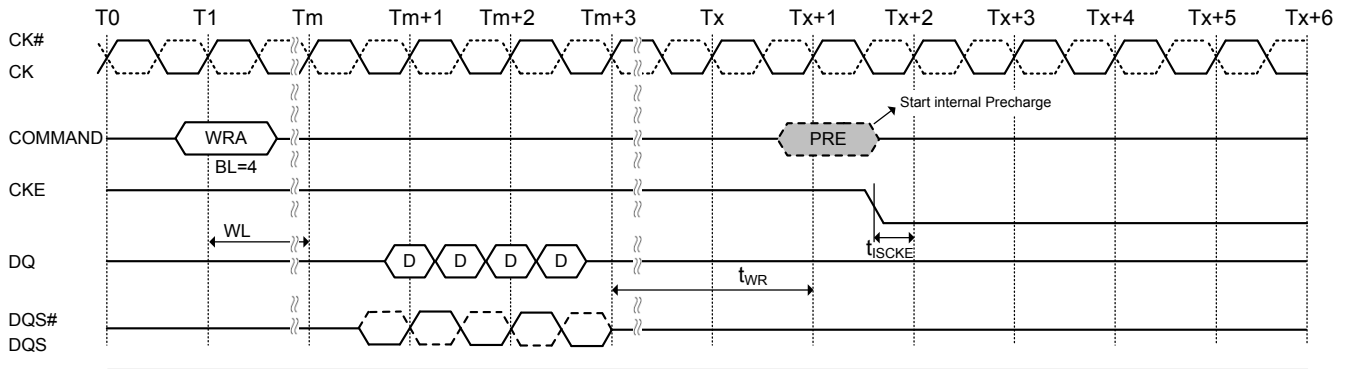 T0 T1 Tm Tm+1 Tm+2 Tm+3 Tx Tx+1 Tx+2 Tx+3 Tx+4 Tx+5 Tx+6
CK#
CK
Start internal Precharge
COMMAND WRA PRE
BL=4
CKE
WL
tISCKE
DQ D D D D
tWR
DQS#
DQS